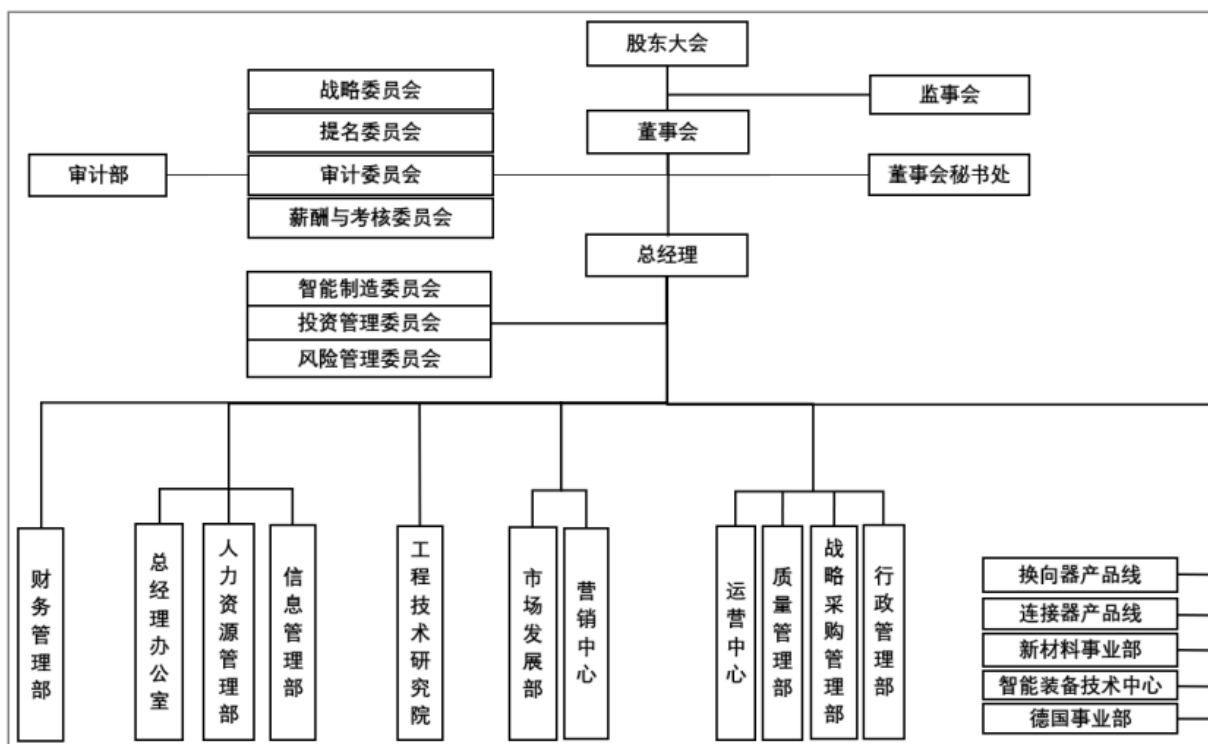 股东大会
战略委员会
监事会
提名委员会
董事会
审计部
审计委员会
董事会秘书处
薪酬与考核委员会
总经理
智能制造委员会
投资管理委员会
风险管理委员会
财务管理部
总经理办公室
人力资源管理部
信息管理部
工程技术研究院
市场发展部
营销中心
运营中心
质量管理部
战略采购管理部
行政管理部
换向器产品线
连接器产品线
新材料事业部
智能装备技术中心
德国事业部